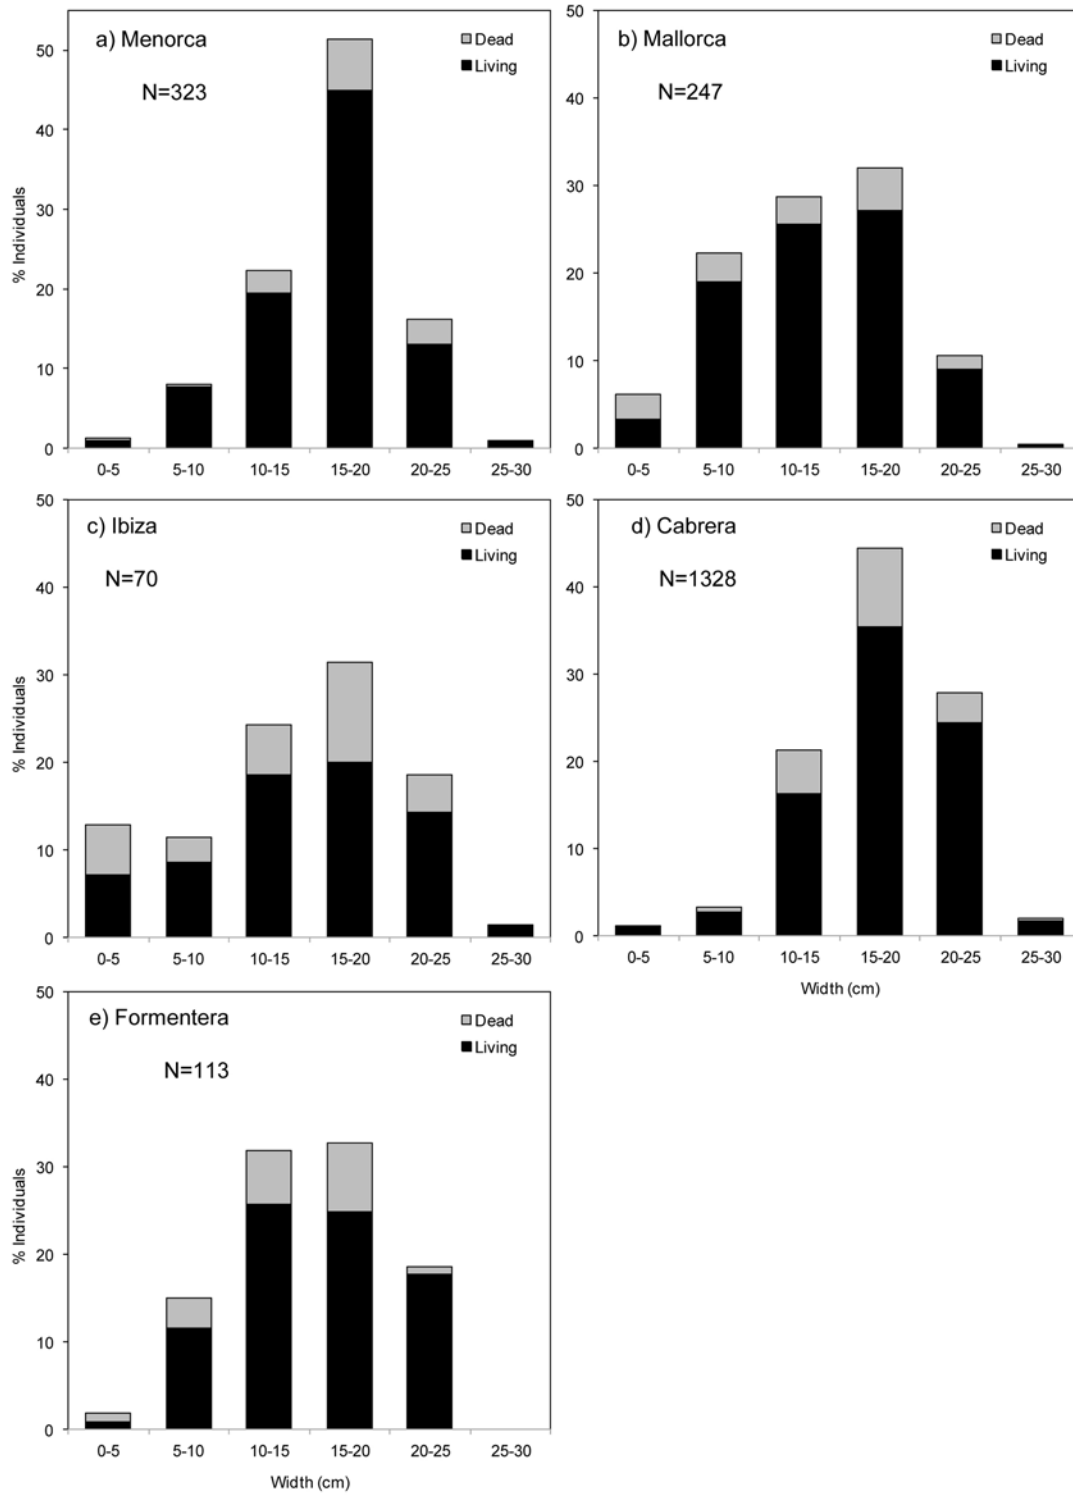 a) Menorca
N=323
Dead
Living
% Individuals
50
40
30
20
10
0
0-5 5-10 10-15 15-20 20-25 25-30
b) Mallorca
N=247
Dead
Living
50
40
30
20
10
0
0-5 5-10 10-15 15-20 20-25 25-30
c) Ibiza
N=70
Dead
Living
% Individuals
50
40
30
20
10
0
0-5 5-10 10-15 15-20 20-25 25-30
d) Cabrera
N=1328
Dead
Living
50
40
30
20
10
0
0-5 5-10 10-15 15-20 20-25 25-30
Width (cm)
e) Formentera
N=113
Dead
Living
% Individuals
50
40
30
20
10
0
0-5 5-10 10-15 15-20 20-25 25-30
Width (cm)